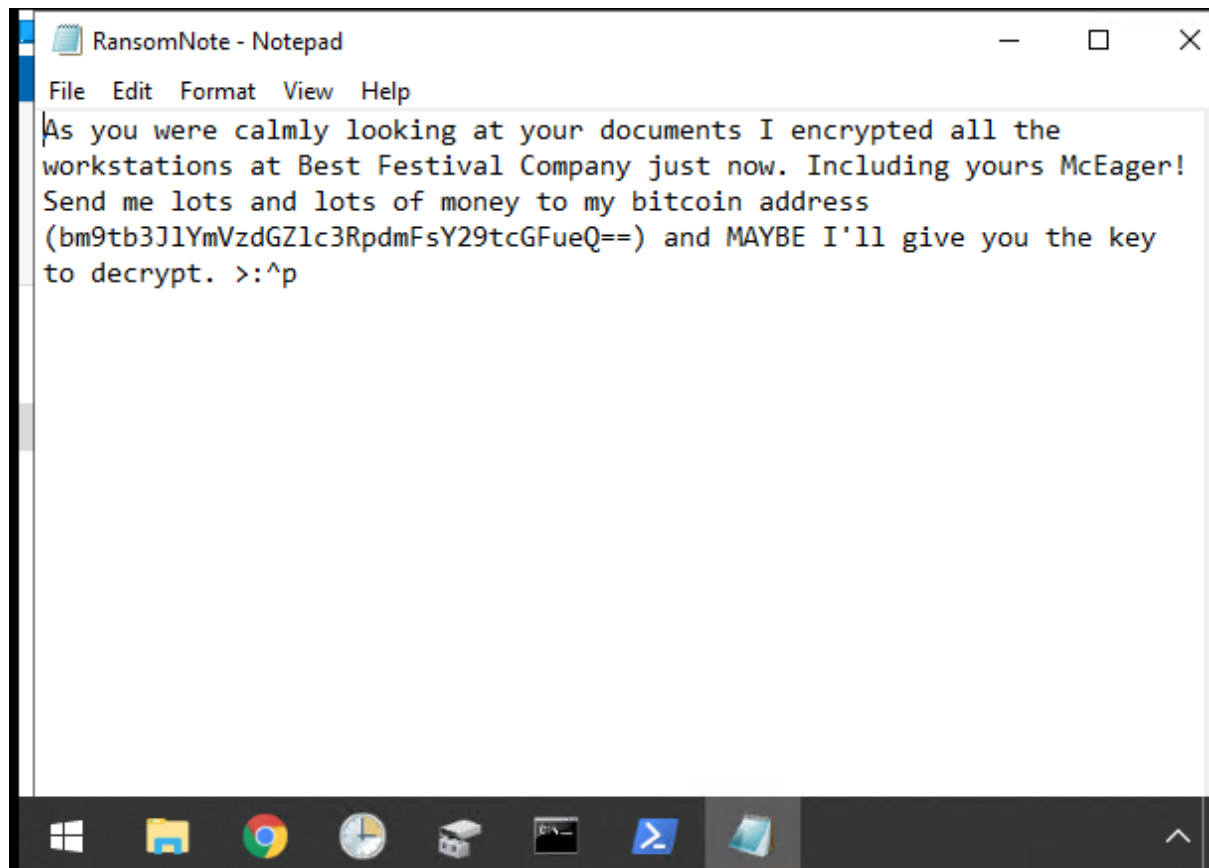 RansomNote - Notepad
File Edit Format View Help
As you were calmly looking at your documents I encrypted all the
workstations at Best Festival Company just now. Including yours McEager!
Send me lots and lots of money to my bitcoin address
(bm9tb3JlYmVzdGZlc3RpdmFsY29tcGFueQ==) and MAYBE I'll give you the key
to decrypt. >:^p